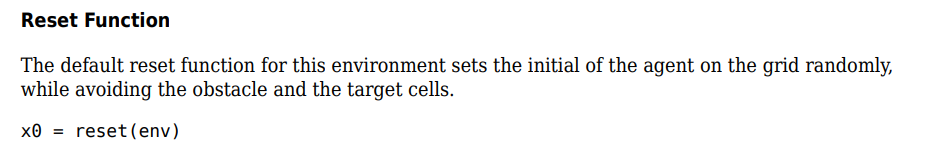 Reset Function
The default reset function for this environment sets the initial of the agent on the grid randomly,
while avoiding the obstacle and the target cells.
x0 = reset(env)